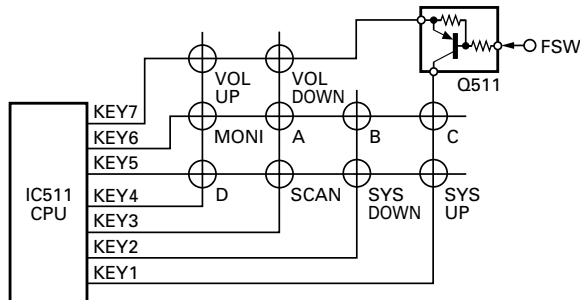 FSW
Q511
VOL
UP
VOL
DOWN
KEY7
KEY6
MONI
A
B
C
KEY5
IC511
CPU
KEY4
D
SCAN
SYS
DOWN
SYS
UP
KEY3
KEY2
KEY1